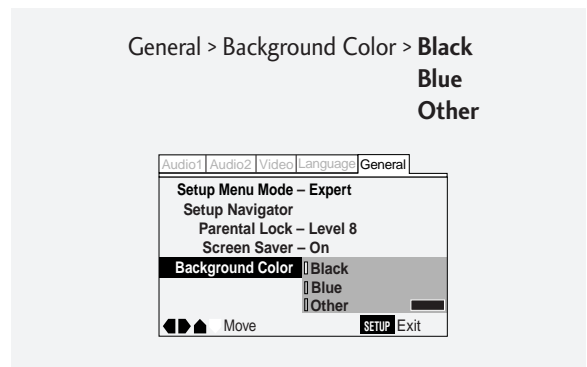 General > Background Color > Black
Blue
Other
Audio1 Audio2 Video Language General
Setup Menu Mode – Expert
Setup Navigator
Parental Lock – Level 8
Screen Saver – On
Background Color Black
Blue
Other
Move SETUP Exit